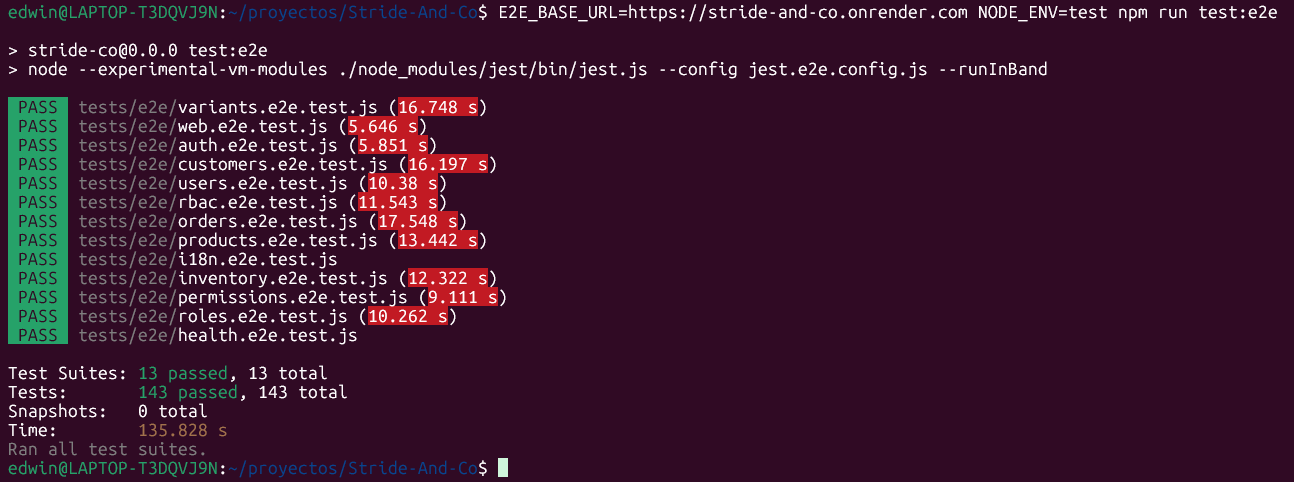 edwin@LAPTOP-T3DQVJ9N:~/proyectos/Stride-And-Co$ E2E_BASE_URL=https://stride-and-co.onrender.com NODE_ENV=test npm run test:e2e
> stride-co@0.0.0 test:e2e
> node --experimental-vm-modules ./node_modules/jest/bin/jest.js --config jest.e2e.config.js --runInBand
PASS tests/e2e/variants.e2e.test.js (16.748 s)
PASS tests/e2e/web.e2e.test.js (5.646 s)
PASS tests/e2e/auth.e2e.test.js (5.851 s)
PASS tests/e2e/customers.e2e.test.js (16.197 s)
PASS tests/e2e/users.e2e.test.js (10.38 s)
PASS tests/e2e/rbac.e2e.test.js (11.543 s)
PASS tests/e2e/orders.e2e.test.js (17.548 s)
PASS tests/e2e/products.e2e.test.js (13.442 s)
PASS tests/e2e/i18n.e2e.test.js
PASS tests/e2e/inventory.e2e.test.js (12.322 s)
PASS tests/e2e/permissions.e2e.test.js (9.111 s)
PASS tests/e2e/roles.e2e.test.js (10.262 s)
PASS tests/e2e/health.e2e.test.js
Test Suites: 13 passed, 13 total
Tests: 143 passed, 143 total
Snapshots: 0 total
Time: 135.828 s
Ran all test suites.
edwin@LAPTOP-T3DQVJ9N:~/proyectos/Stride-And-Co$